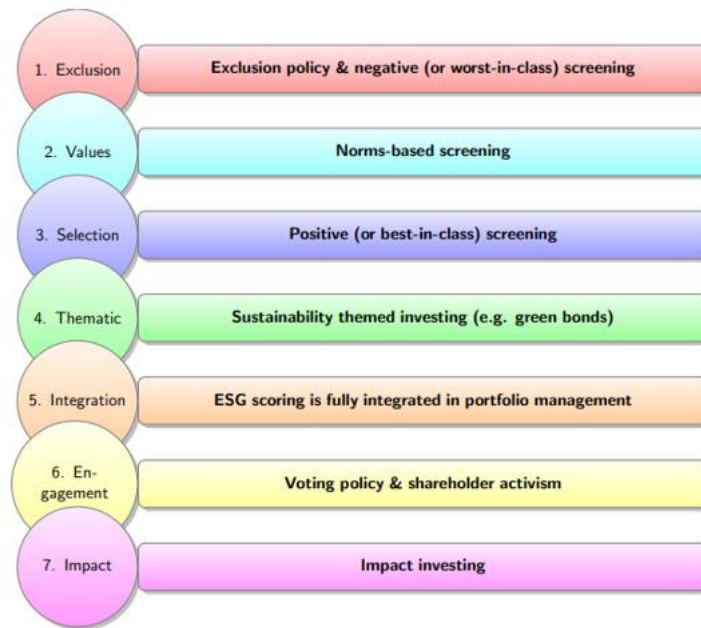 1. Exclusion
Exclusion policy & negative (or worst-in-class) screening
2. Values
Norms-based screening
3. Selection
Positive (or best-in-class) screening
4. Thematic
Sustainability themed investing (e.g. green bonds)
5. Integration
ESG scoring is fully integrated in portfolio management
6. En-
gagement
Voting policy & shareholder activism
7. Impact
Impact investing